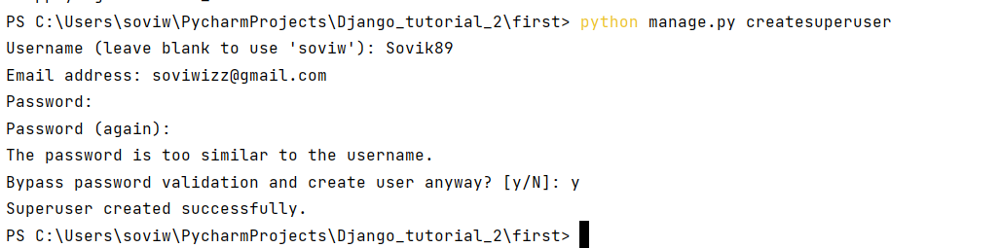 PS C:\Users\soviw\PycharmProjects\Django_tutorial_2\first> python manage.py createsuperuser
Username (leave blank to use 'soviw'): Sovik89
Email address: soviwizz@gmail.com
Password:
Password (again):
The password is too similar to the username.
Bypass password validation and create user anyway? [y/N]: y
Superuser created successfully.
PS C:\Users\soviw\PycharmProjects\Django_tutorial_2\first>